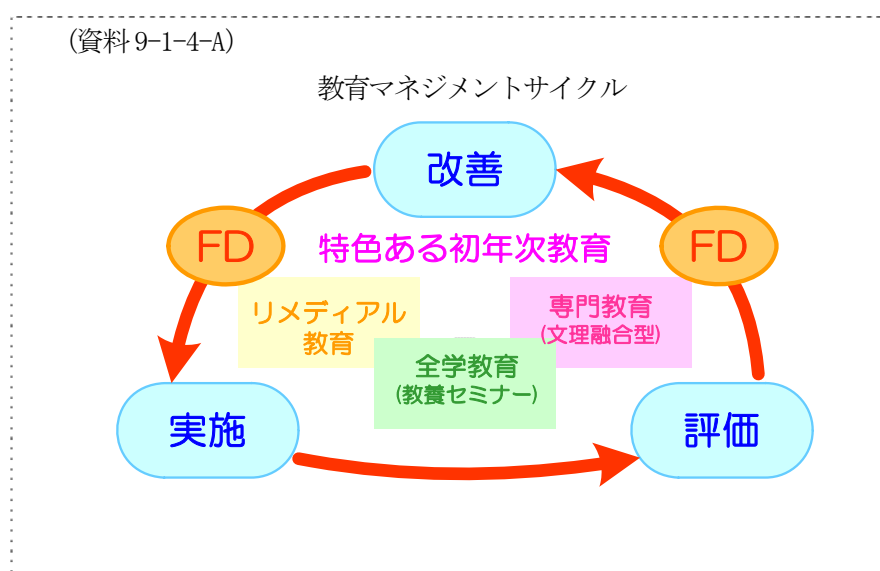 (資料 9-1-4-A)
教育マネジメントサイクル
改善
FD
FD
特色ある初年次教育
リメディアル
教育
専門教育
(文理融合型)
全学教育
(教養セミナー)
実施
評価